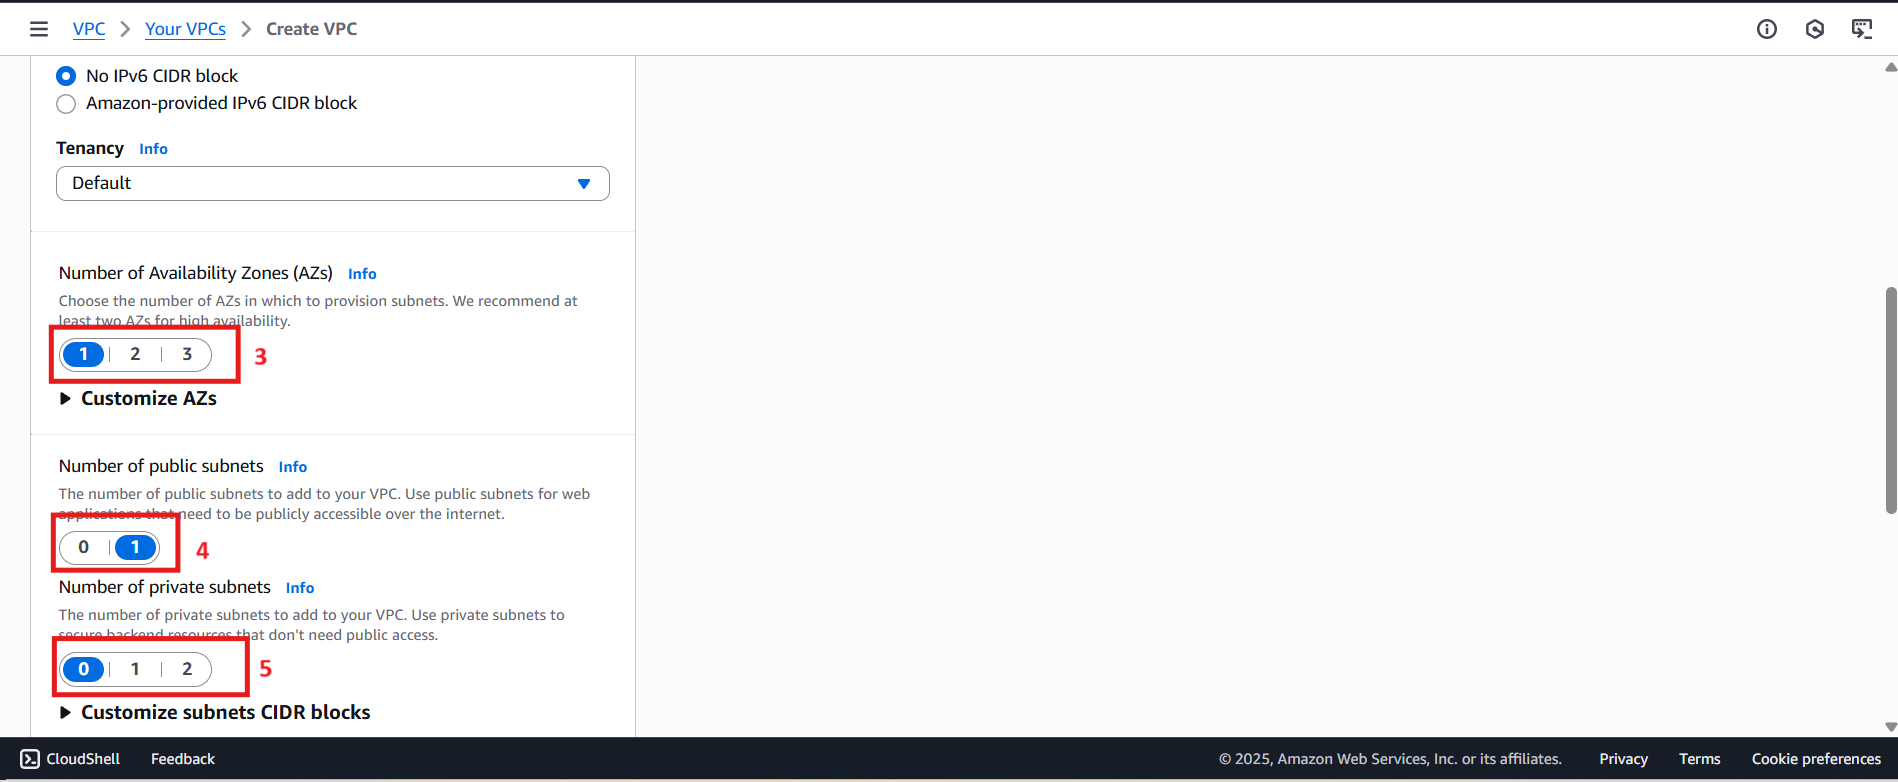 VPC > Your VPCs > Create VPC
No IPv6 CIDR block
Amazon-provided IPv6 CIDR block
Tenancy Info
Default
Number of Availability Zones (AZs) Info
Choose the number of AZs in which to provision subnets. We recommend at
least two AZs for high availability.
1 | 2 | 3 3
Customize AZs
Number of public subnets Info
The number of public subnets to add to your VPC. Use public subnets for web
applications that need to be publicly accessible over the internet.
0 | 1 4
Number of private subnets Info
The number of private subnets to add to your VPC. Use private subnets to
secure backend resources that don't need public access.
0 | 1 | 2 5
Customize subnets CIDR blocks
CloudShell Feedback © 2025, Amazon Web Services, Inc. or its affiliates. Privacy Terms Cookie preferences